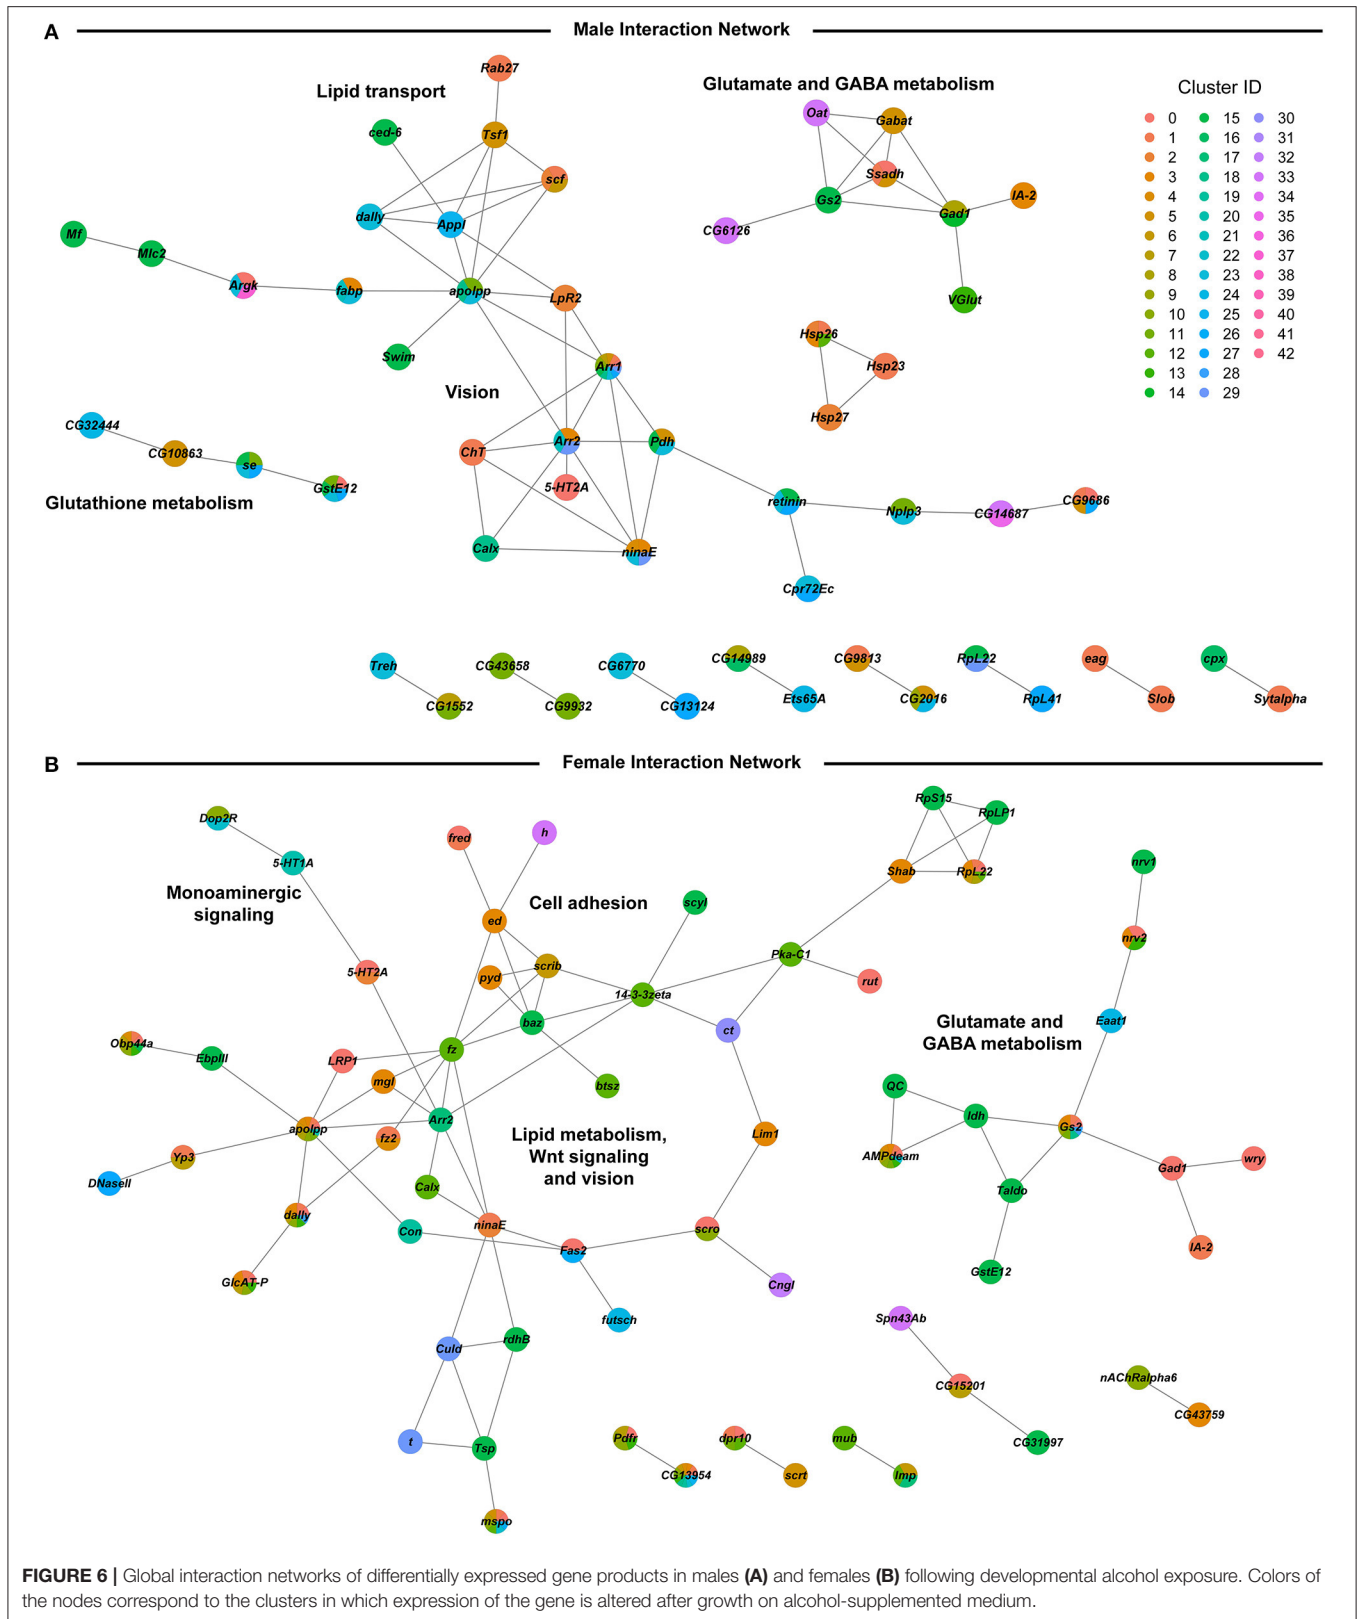 A
Male Interaction Network
Rab27
Lipid transport
Glutamate and GABA metabolism
Cluster ID
ced-6
Tsf1
Oat
Gabat
scf
Ssadh
IA-2
dally
Appl
Gs2
Gad1
CG6126
Mf
Mlc2
Argk
fabp
apolpp
LpR2
VGlut
Swim
Arr1
Hsp26
Hsp23
Hsp27
Vision
0 15 30
1 16 31
2 17 32
3 18 33
4 19 34
5 20 35
6 21 36
7 22 37
8 23 38
9 24 39
10 25 40
11 26 41
12 27 42
13 28
14 29
CG32444
CG10863
se
GstE12
Glutathione metabolism
ChT
Arr2
Pdh
5-HT2A
Calx
ninaE
retinin
Nplp3
CG14687
CG9686
Cpr72Ec
Treh
CG1552
CG43658
CG9932
CG6770
CG13124
CG14989
Ets65A
CG9813
CG2016
RpL22
RpL41
eag
Slob
cpx
Sytalpha
B
Female Interaction Network
Dop2R
5-HT1A
Monoaminergic
signaling
5-HT2A
fred
h
Cell adhesion
ed
scrib
pyd
baz
scyl
14-3-3zeta
Pka-C1
rut
ct
RpS15
RpLP1
Shab
RpL22
nrv1
nrv2
Eaat1
Glutamate and
GABA metabolism
Obp44a
EbpIII
LRP1
fz
mgl
btsz
Arr2
apolpp
fz2
Lipid metabolism,
Wnt signaling
and vision
Lim1
QC
Idh
Gs2
AMPdeam
Taldo
Gad1
wry
GstE12
IA-2
Yp3
DNaseII
dally
Calx
Con
ninaE
Fas2
scro
GlcAT-P
Cngl
futsch
Culd
rdhB
t
Tsp
mspo
Spn43Ab
CG15201
CG31997
nAChRalpha6
CG43759
Pdfr
CG13954
dpr10
scrt
mub
Imp
FIGURE 6 | Global interaction networks of differentially expressed gene products in males (A) and females (B) following developmental alcohol exposure. Colors of
the nodes correspond to the clusters in which expression of the gene is altered after growth on alcohol-supplemented medium.